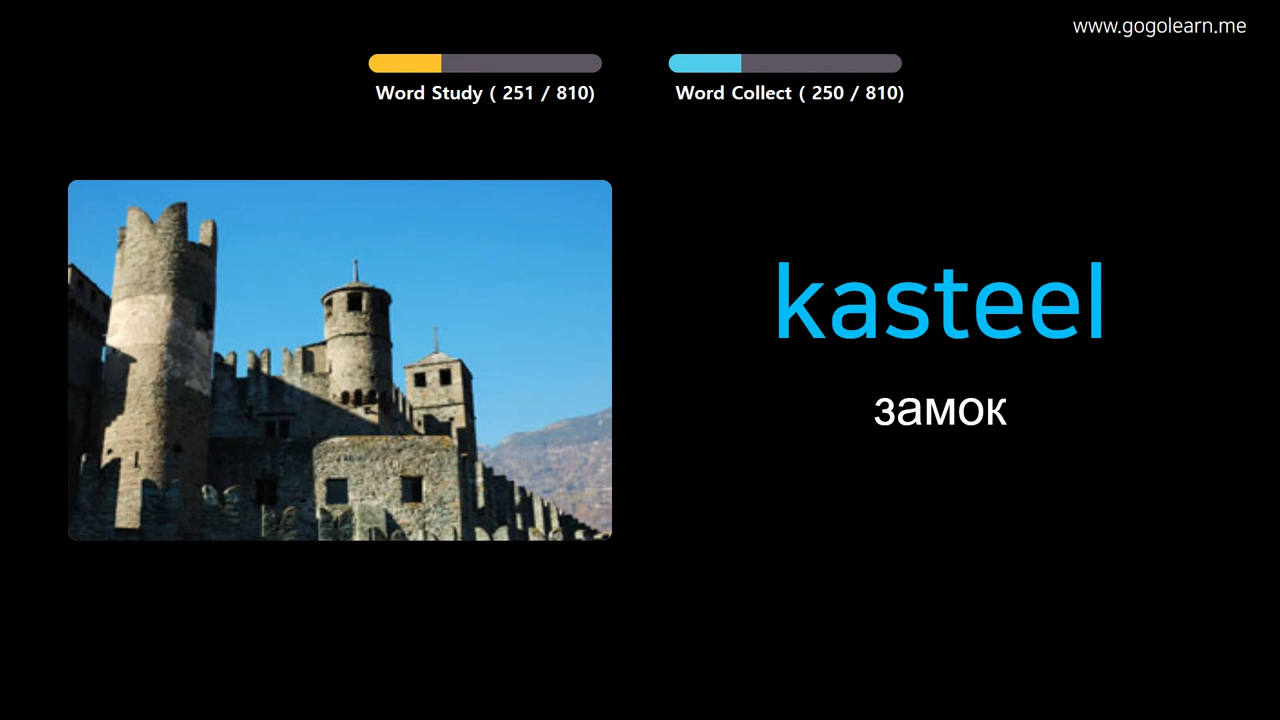 www.gogolearn.me
Word Study ( 251 / 810)
Word Collect ( 250 / 810)
kasteel
замок